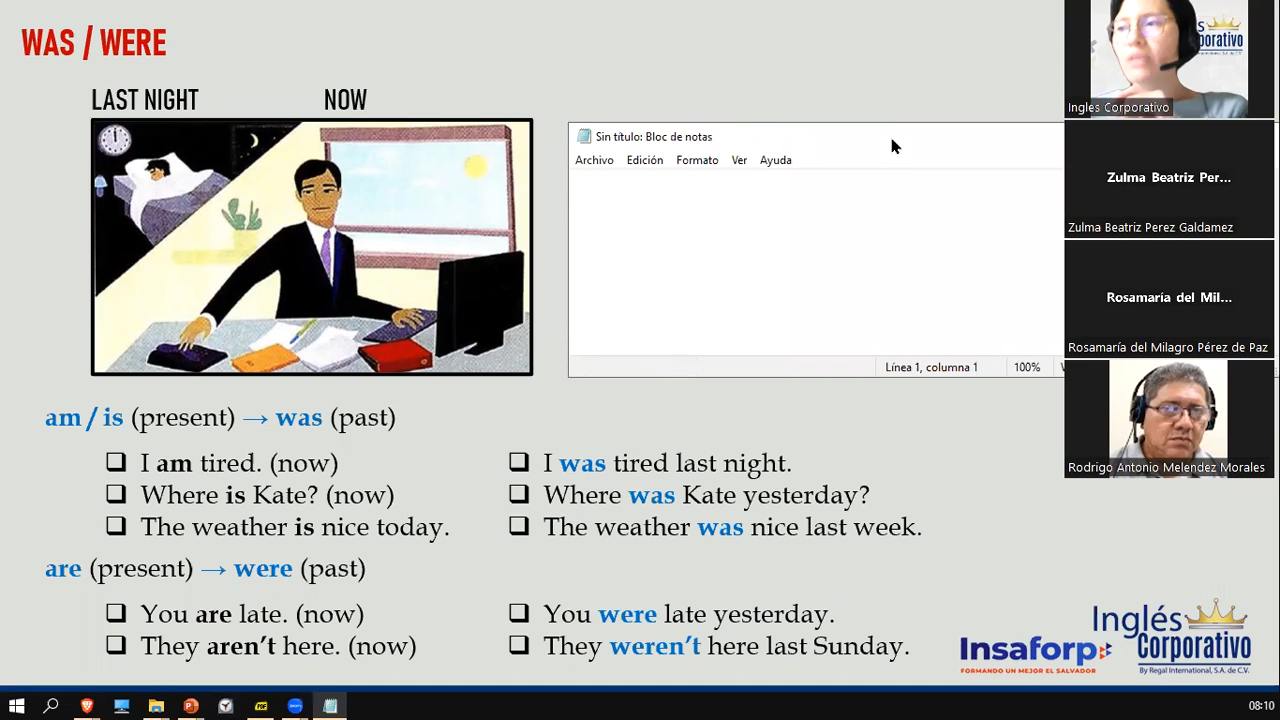 WAS / WERE
LAST NIGHT NOW
Sin título: Bloc de notas
Archivo Edición Formato Ver Ayuda
Línea 1, columna 1 100%
am / is (present) → was (past)
❑ I am tired. (now) ❑ I was tired last night.
❑ Where is Kate? (now) ❑ Where was Kate yesterday?
❑ The weather is nice today. ❑ The weather was nice last week.
are (present) → were (past)
❑ You are late. (now) ❑ You were late yesterday.
❑ They aren't here. (now) ❑ They weren't here last Sunday.
Insaforp
FORMANDO UN MEJOR EL SALVADOR
Inglés
Corporativo
By Regal International, S.A. de C.V.
Ingles Corporativo
Zulma Beatriz Per...
Zulma Beatriz Perez Galdamez
Rosamaría del Mil...
Rosamaría del Milagro Pérez de Paz
Rodrigo Antonio Melendez Morales
08:10